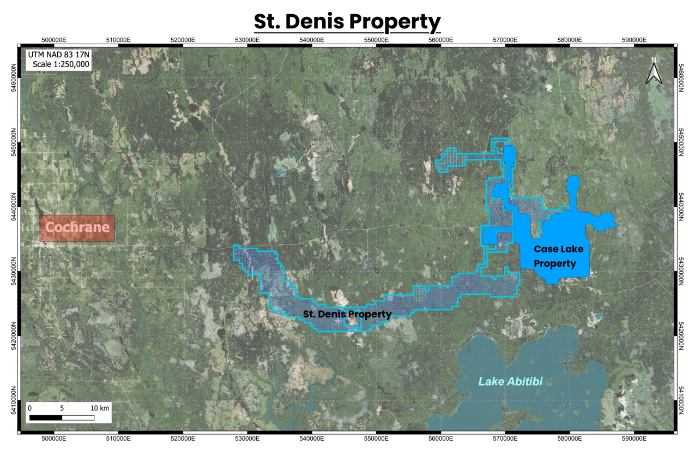 St. Denis Property
500000E 510000E 520000E 530000E 540000E 550000E 560000E 570000E 580000E 590000E
UTM NAD 83 17N
Scale 1:250,000
N
5460000N 5460000N
5450000N 5450000N
5440000N 5440000N
Cochrane
Case Lake
Property
5430000N 5430000N
St. Denis Property
5420000N 5420000N
Lake Abitibi
5410000N 5410000N
0 5 10 km
500000E 510000E 520000E 530000E 540000E 550000E 560000E 570000E 580000E 590000E